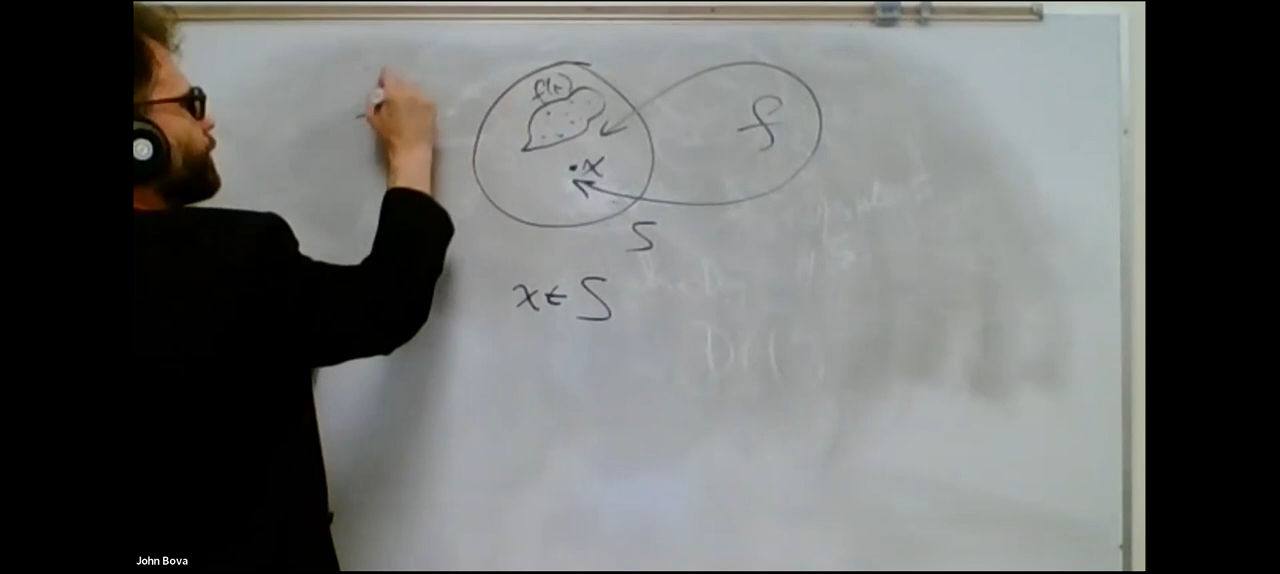 f(x)
f
x
S
x ∈ S
John Bova